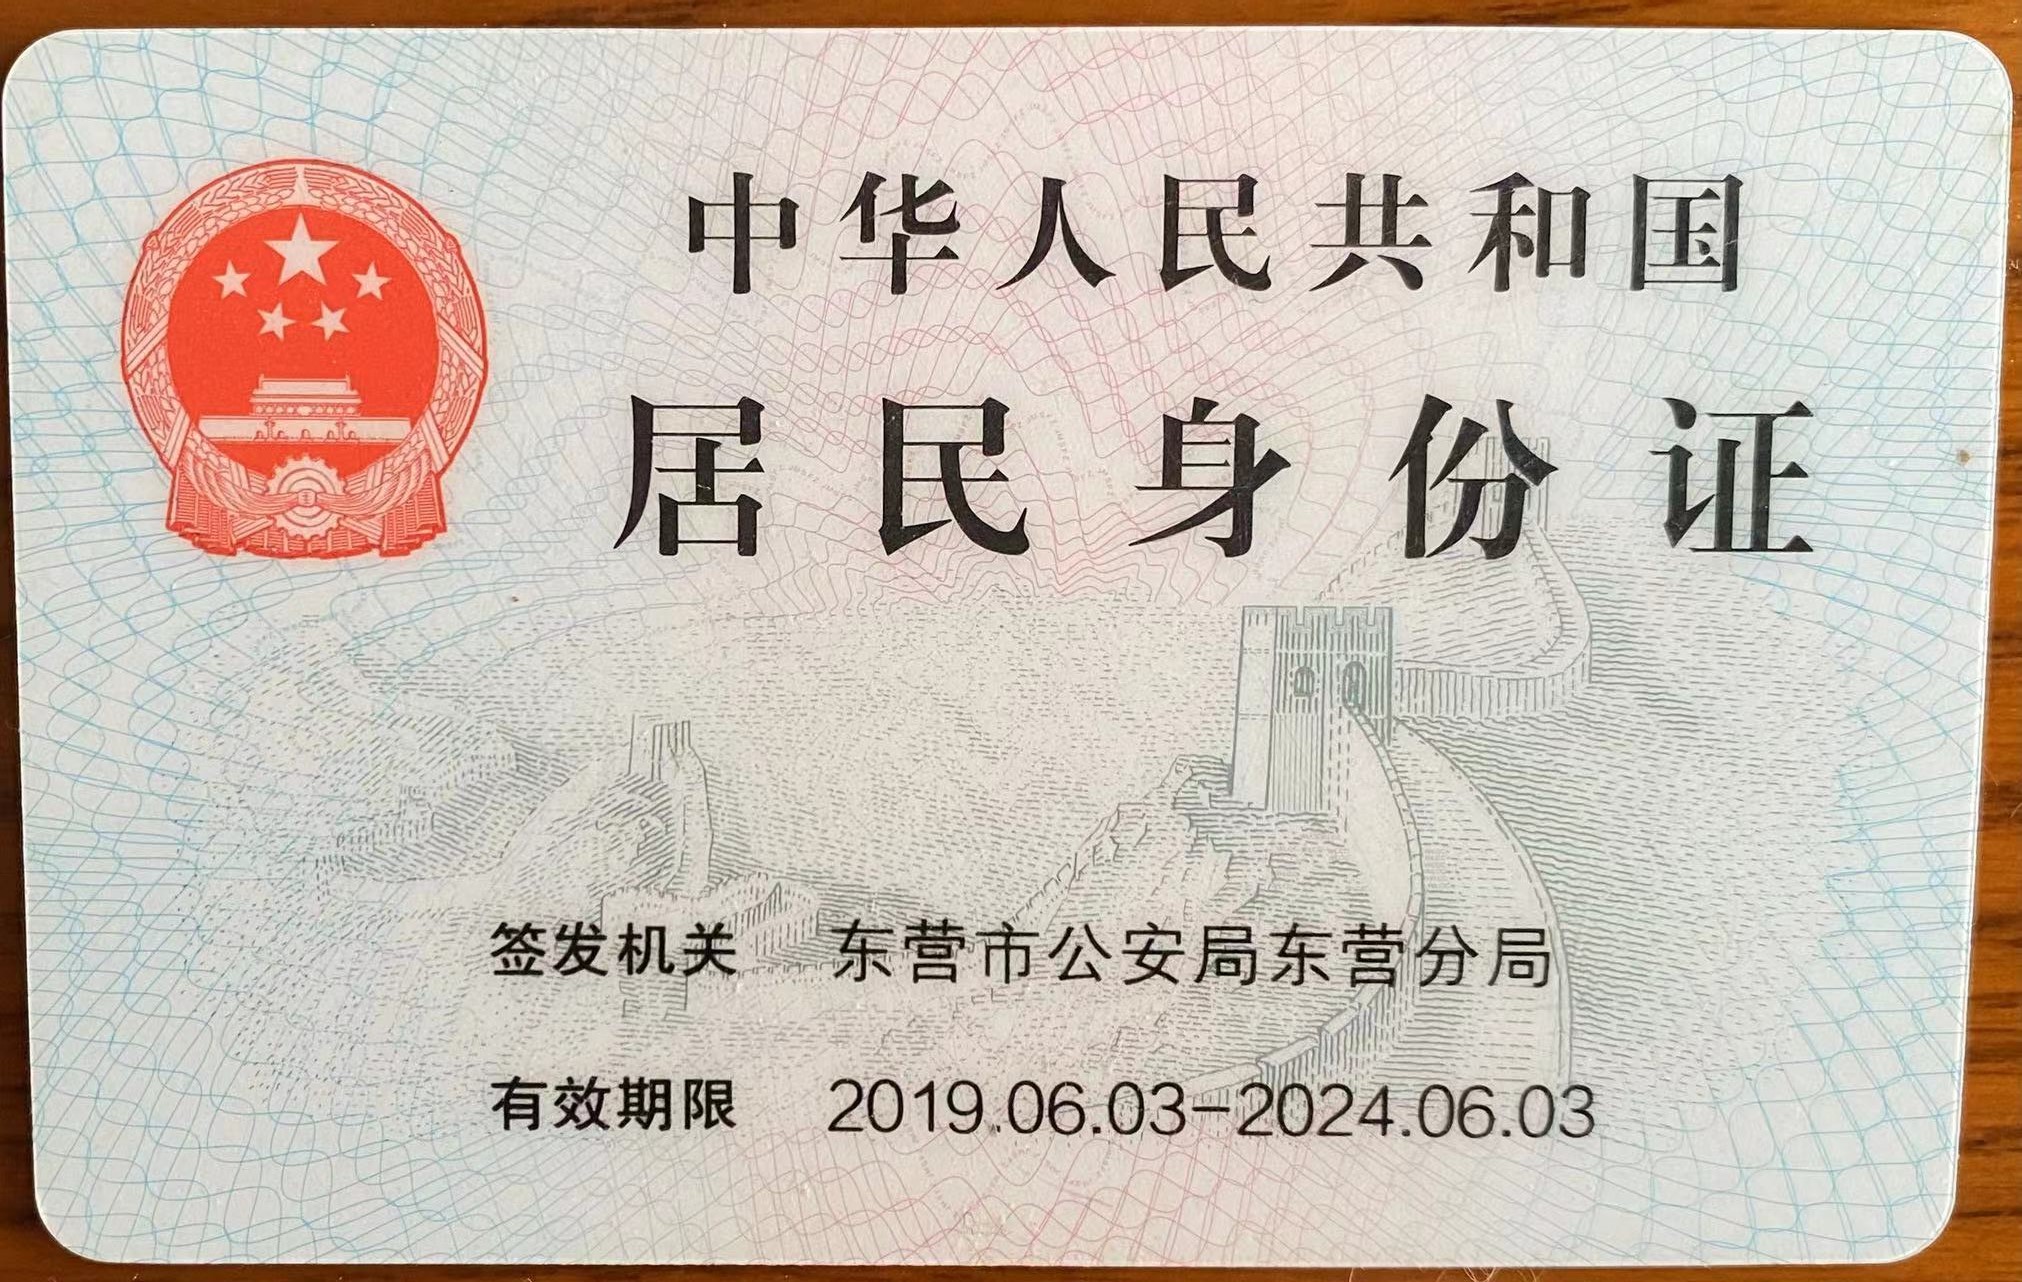 中华人民共和国
居民身份证
签发机关 东营市公安局东营分局
有效期限 2019.06.03-2024.06.03